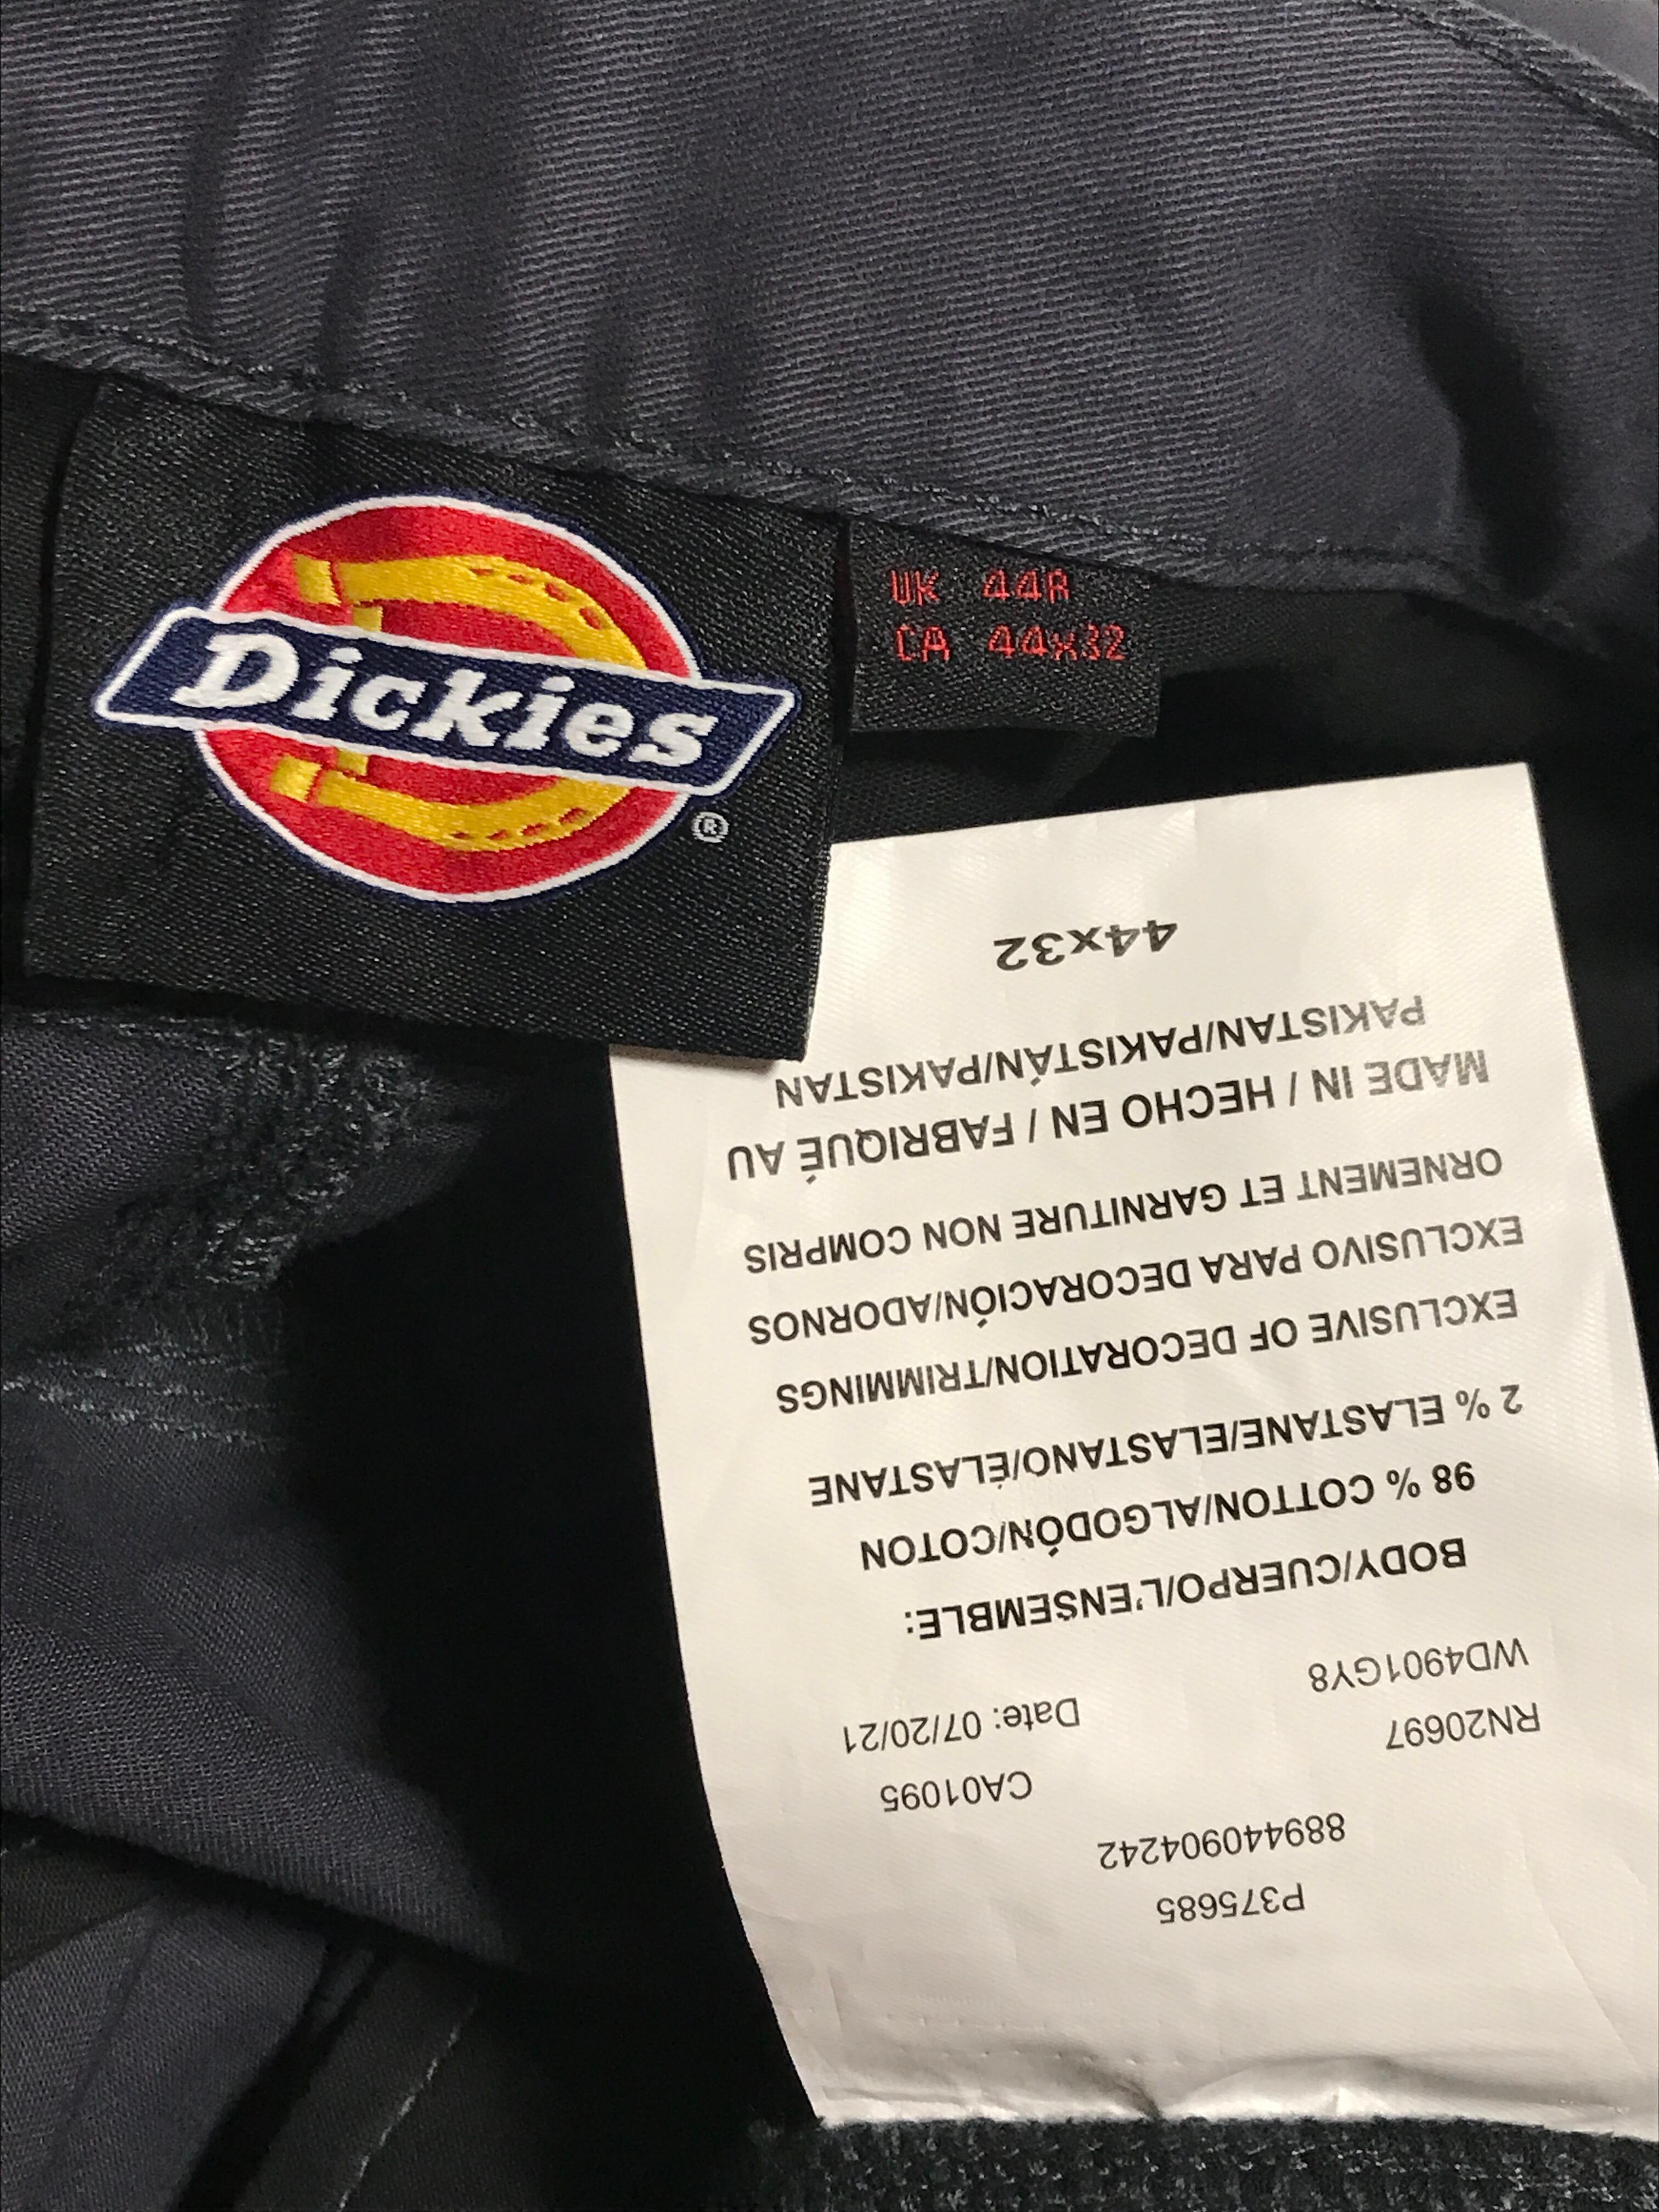 Dickies
®
UK 44R
CA 44x32
P375685
889440904242
RN20697 CA01095
WD4901GY8 Date: 07/20/21
BODY/CUERPO/L'ENSEMBLE:
98 % COTTON/ALGODÓN/COTON
2 % ELASTANE/ELASTANO/ÉLASTANE
EXCLUSIVE OF DECORATION/TRIMMINGS
EXCLUSIVO PARA DECORACIÓN/ADORNOS
ORNEMENT ET GARNITURE NON COMPRIS
MADE IN / HECHO EN / FABRIQUÉ AU
PAKISTAN/PAKISTÁN/PAKISTAN
44x32